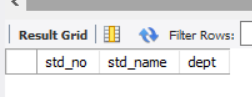 Result Grid Filter Rows:
std_no std_name dept